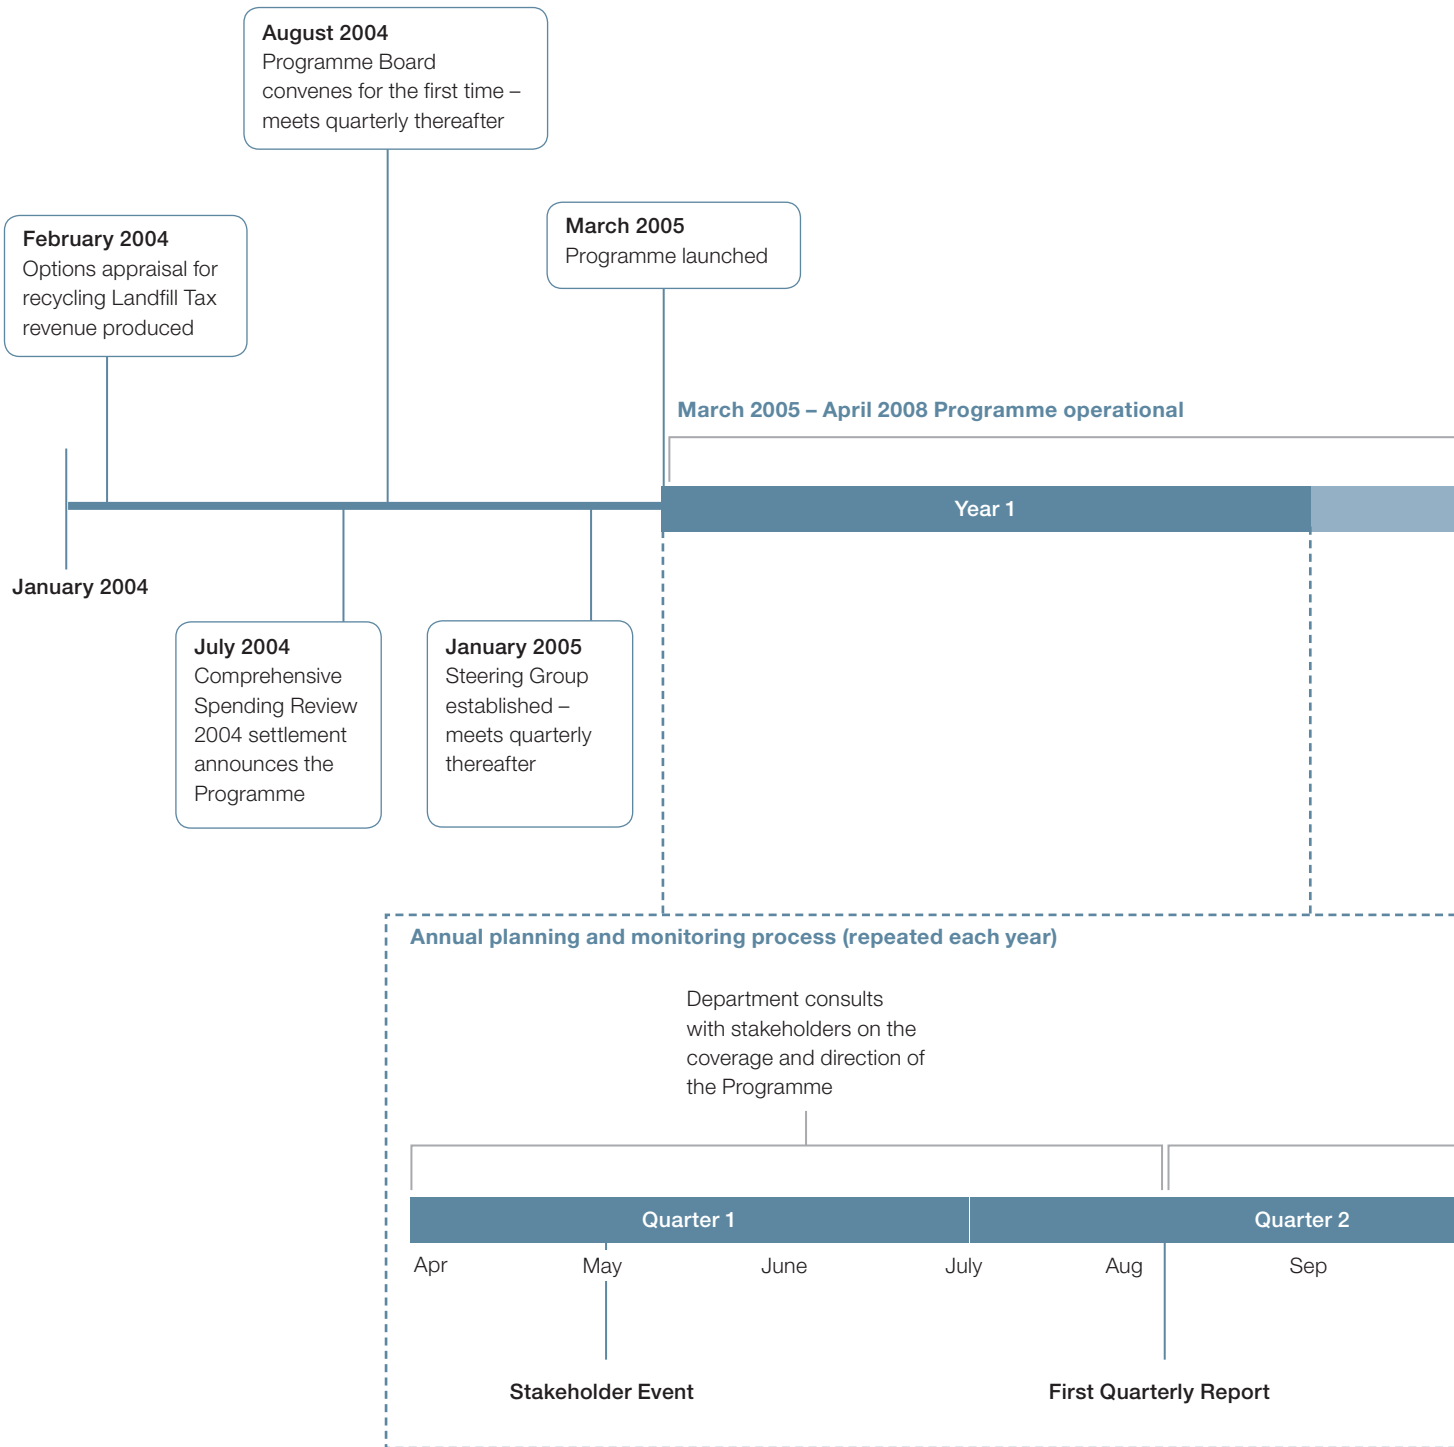 August 2004
Programme Board
convenes for the first time –
meets quarterly thereafter
February 2004
Options appraisal for
recycling Landfill Tax
revenue produced
March 2005
Programme launched
March 2005 – April 2008 Programme operational
Year 1
January 2004
July 2004
Comprehensive
Spending Review
2004 settlement
announces the
Programme
January 2005
Steering Group
established –
meets quarterly
thereafter
Annual planning and monitoring process (repeated each year)
Department consults
with stakeholders on the
coverage and direction of
the Programme
Quarter 1
Quarter 2
Apr
May
June
July
Aug
Sep
Stakeholder Event
First Quarterly Report